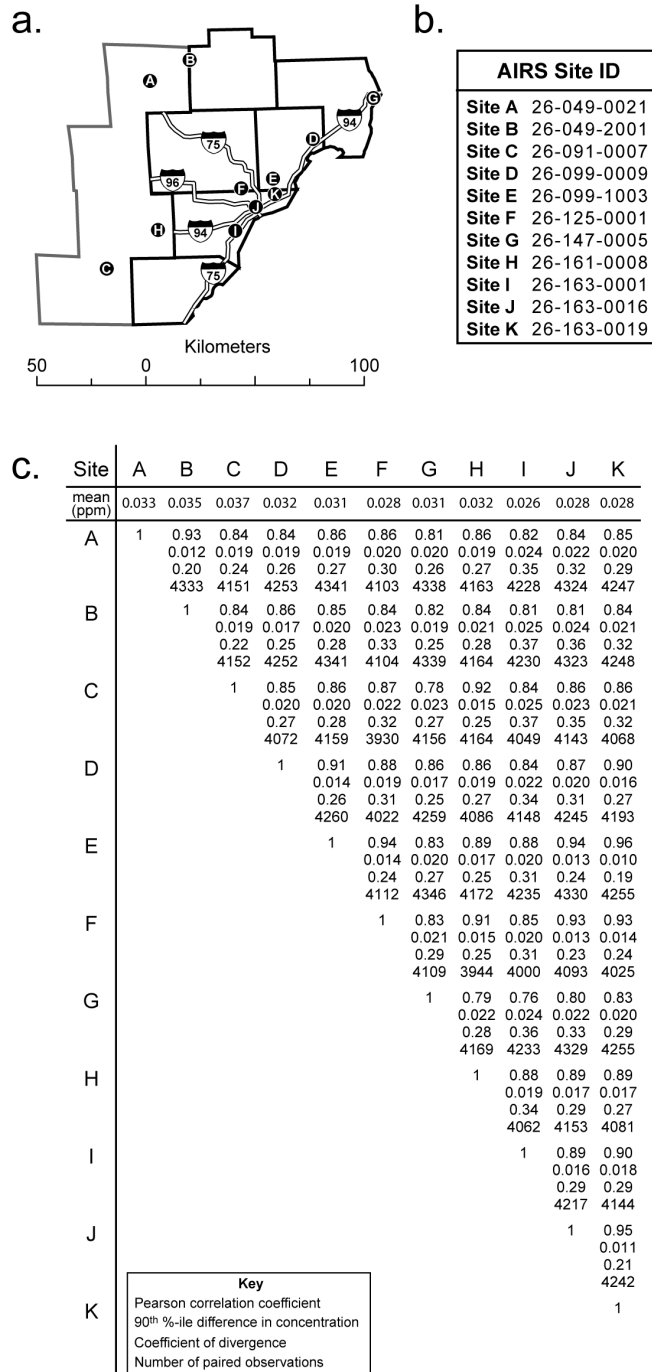 a.
B
A
G
75
94
D
96
E
F
K
J
H
94
I
C
75
Kilometers
50 0 100
b.
AIRS Site ID
Site A 26-049-0021
Site B 26-049-2001
Site C 26-091-0007
Site D 26-099-0009
Site E 26-099-1003
Site F 26-125-0001
Site G 26-147-0005
Site H 26-161-0008
Site I 26-163-0001
Site J 26-163-0016
Site K 26-163-0019
c.
Site A B C D E F G H I J K
mean (ppm) 0.033 0.035 0.037 0.032 0.031 0.028 0.031 0.032 0.026 0.028 0.028
A 1 0.93 0.84 0.84 0.86 0.86 0.81 0.86 0.82 0.84 0.85
0.012 0.019 0.019 0.019 0.020 0.020 0.019 0.024 0.022 0.020
0.20 0.24 0.26 0.27 0.30 0.26 0.27 0.35 0.32 0.29
4333 4151 4253 4341 4103 4338 4163 4228 4324 4247
B 1 0.84 0.86 0.85 0.84 0.82 0.84 0.81 0.81 0.84
0.019 0.017 0.020 0.023 0.019 0.021 0.025 0.024 0.021
0.22 0.25 0.28 0.33 0.25 0.28 0.37 0.36 0.32
4152 4252 4341 4104 4339 4164 4230 4323 4248
C 1 0.85 0.86 0.87 0.78 0.92 0.84 0.86 0.86
0.020 0.020 0.022 0.023 0.015 0.025 0.023 0.021
0.27 0.28 0.32 0.27 0.25 0.37 0.35 0.32
4072 4159 3930 4156 4164 4049 4143 4068
D 1 0.91 0.88 0.86 0.86 0.84 0.87 0.90
0.014 0.019 0.017 0.019 0.022 0.020 0.016
0.26 0.31 0.25 0.27 0.34 0.31 0.27
4260 4022 4259 4086 4148 4245 4193
E 1 0.94 0.83 0.89 0.88 0.94 0.96
0.014 0.020 0.017 0.020 0.013 0.010
0.24 0.27 0.25 0.31 0.24 0.19
4112 4346 4172 4235 4330 4255
F 1 0.83 0.91 0.85 0.93 0.93
0.021 0.015 0.020 0.013 0.014
0.29 0.25 0.31 0.23 0.24
4109 3944 4000 4093 4025
G 1 0.79 0.76 0.80 0.83
0.022 0.024 0.022 0.020
0.28 0.36 0.33 0.29
4169 4233 4329 4255
H 1 0.88 0.89 0.89
0.019 0.017 0.017
0.34 0.29 0.27
4062 4153 4081
I 1 0.89 0.90
0.016 0.018
0.29 0.29
4217 4144
J 1 0.95
0.011
0.21
4242
K 1
Key
Pearson correlation coefficient
90th %-ile difference in concentration
Coefficient of divergence
Number of paired observations